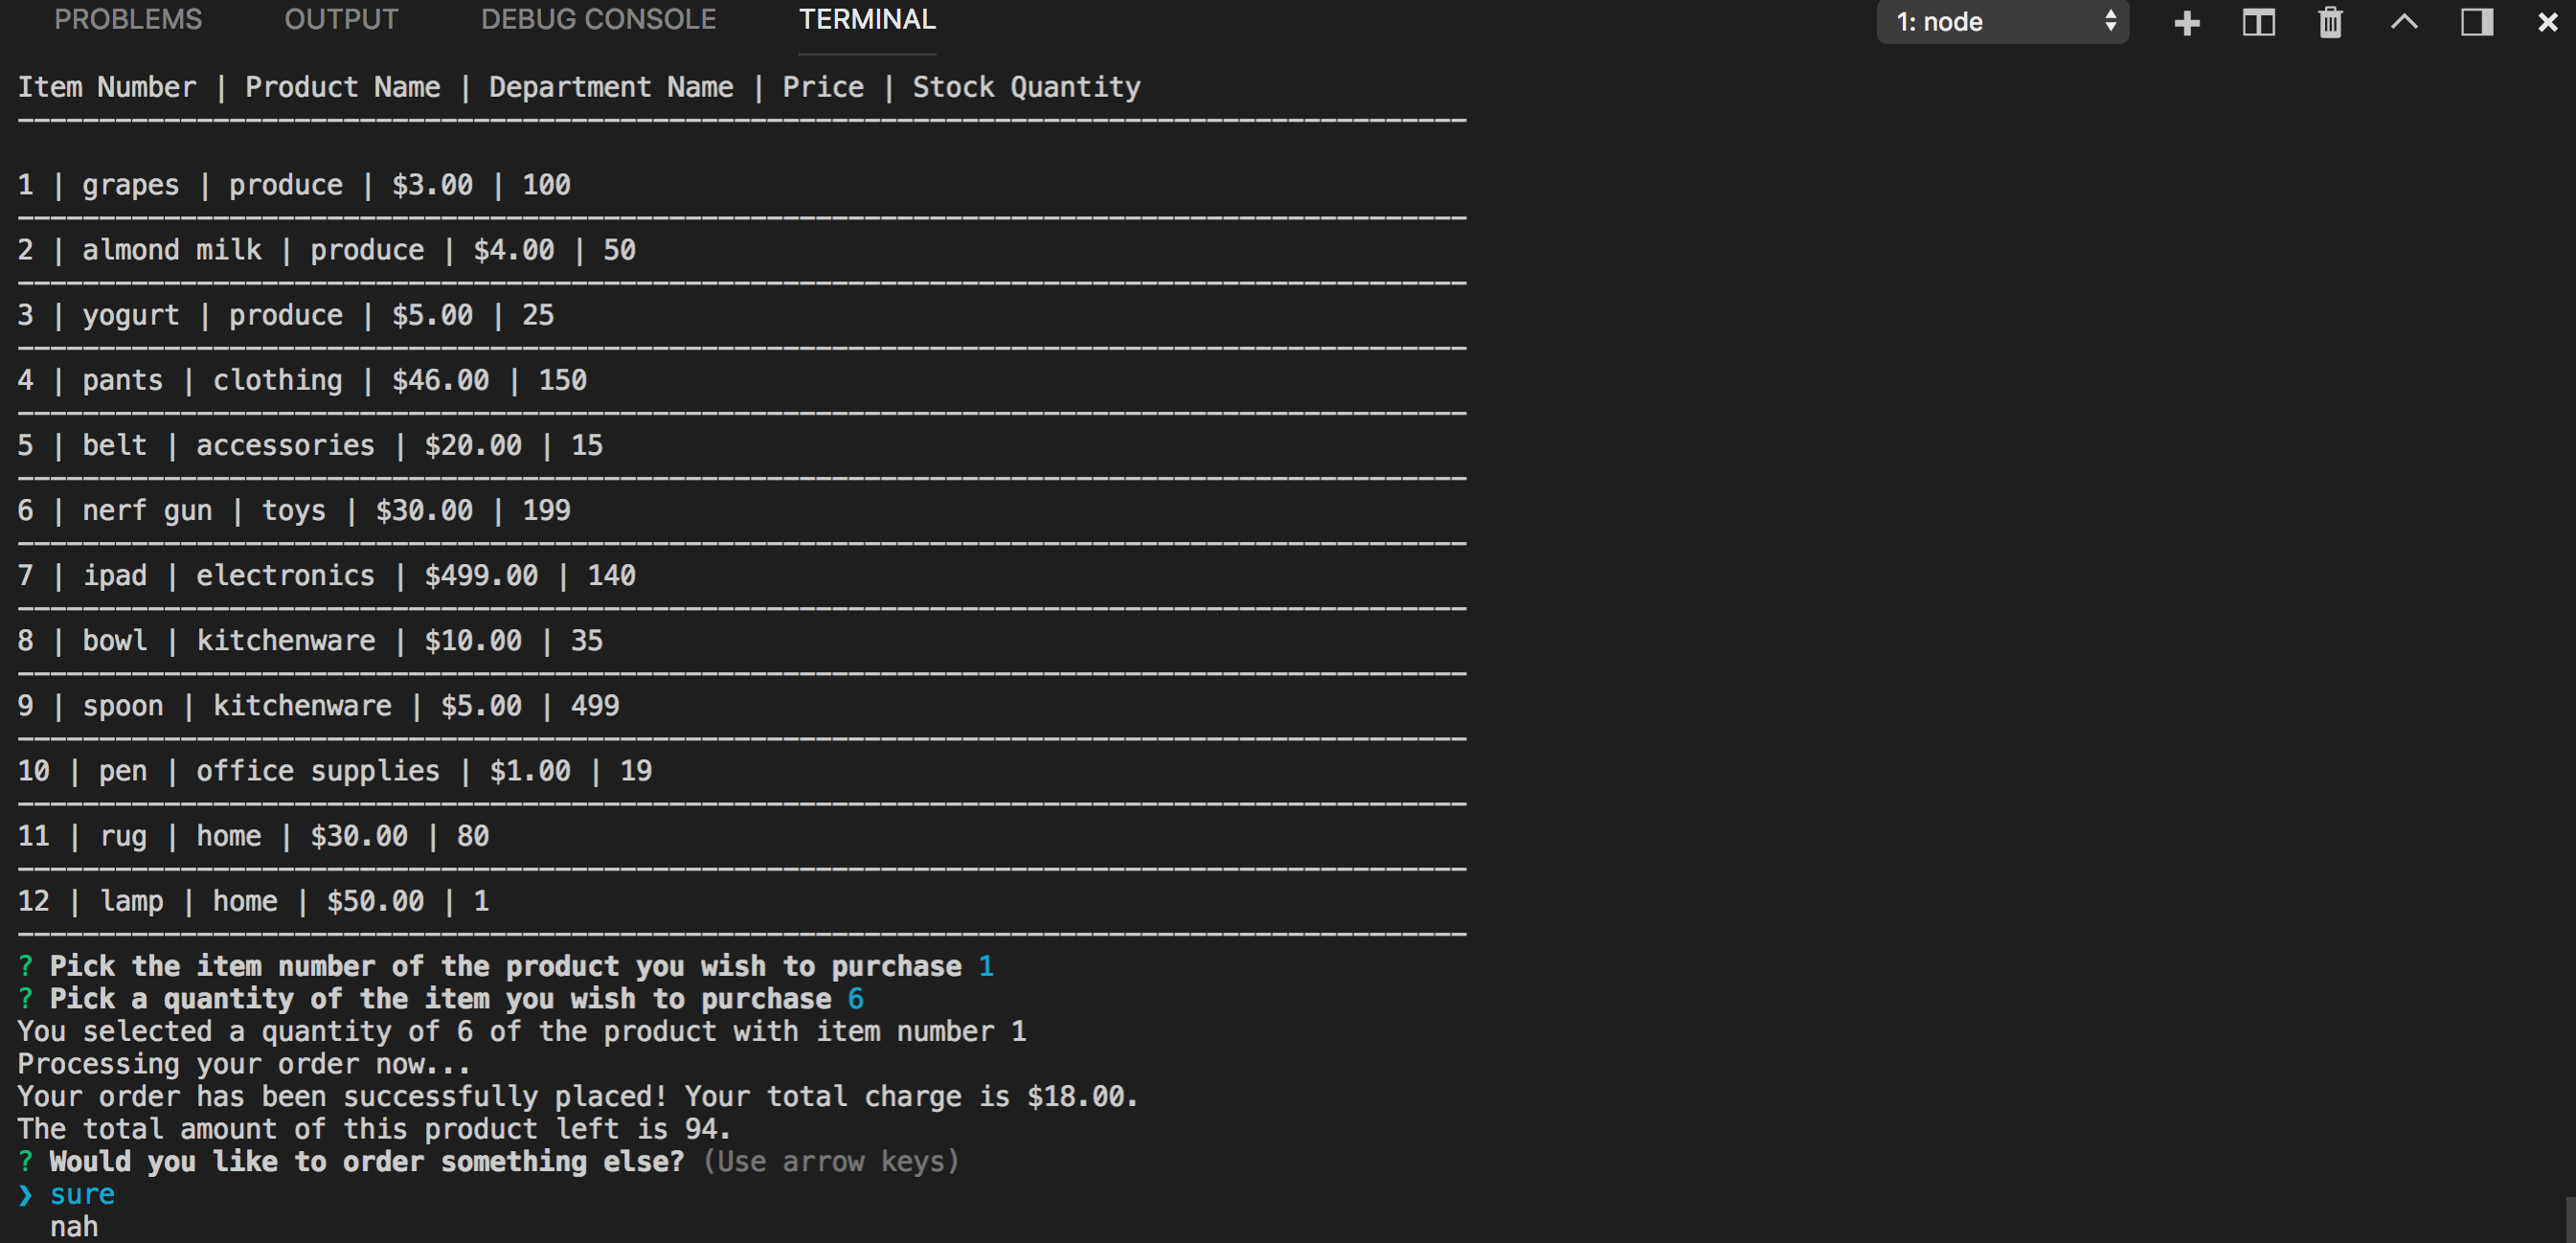 PROBLEMS OUTPUT DEBUG CONSOLE TERMINAL 1: node
Item Number | Product Name | Department Name | Price | Stock Quantity
-----------------------------------------------------------------------------------------
1 | grapes | produce | $3.00 | 100
-----------------------------------------------------------------------------------------
2 | almond milk | produce | $4.00 | 50
-----------------------------------------------------------------------------------------
3 | yogurt | produce | $5.00 | 25
-----------------------------------------------------------------------------------------
4 | pants | clothing | $46.00 | 150
-----------------------------------------------------------------------------------------
5 | belt | accessories | $20.00 | 15
-----------------------------------------------------------------------------------------
6 | nerf gun | toys | $30.00 | 199
-----------------------------------------------------------------------------------------
7 | ipad | electronics | $499.00 | 140
-----------------------------------------------------------------------------------------
8 | bowl | kitchenware | $10.00 | 35
-----------------------------------------------------------------------------------------
9 | spoon | kitchenware | $5.00 | 499
-----------------------------------------------------------------------------------------
10 | pen | office supplies | $1.00 | 19
-----------------------------------------------------------------------------------------
11 | rug | home | $30.00 | 80
-----------------------------------------------------------------------------------------
12 | lamp | home | $50.00 | 1
-----------------------------------------------------------------------------------------
? Pick the item number of the product you wish to purchase 1
? Pick a quantity of the item you wish to purchase 6
You selected a quantity of 6 of the product with item number 1
Processing your order now...
Your order has been successfully placed! Your total charge is $18.00.
The total amount of this product left is 94.
? Would you like to order something else? (Use arrow keys)
❯ sure
nah